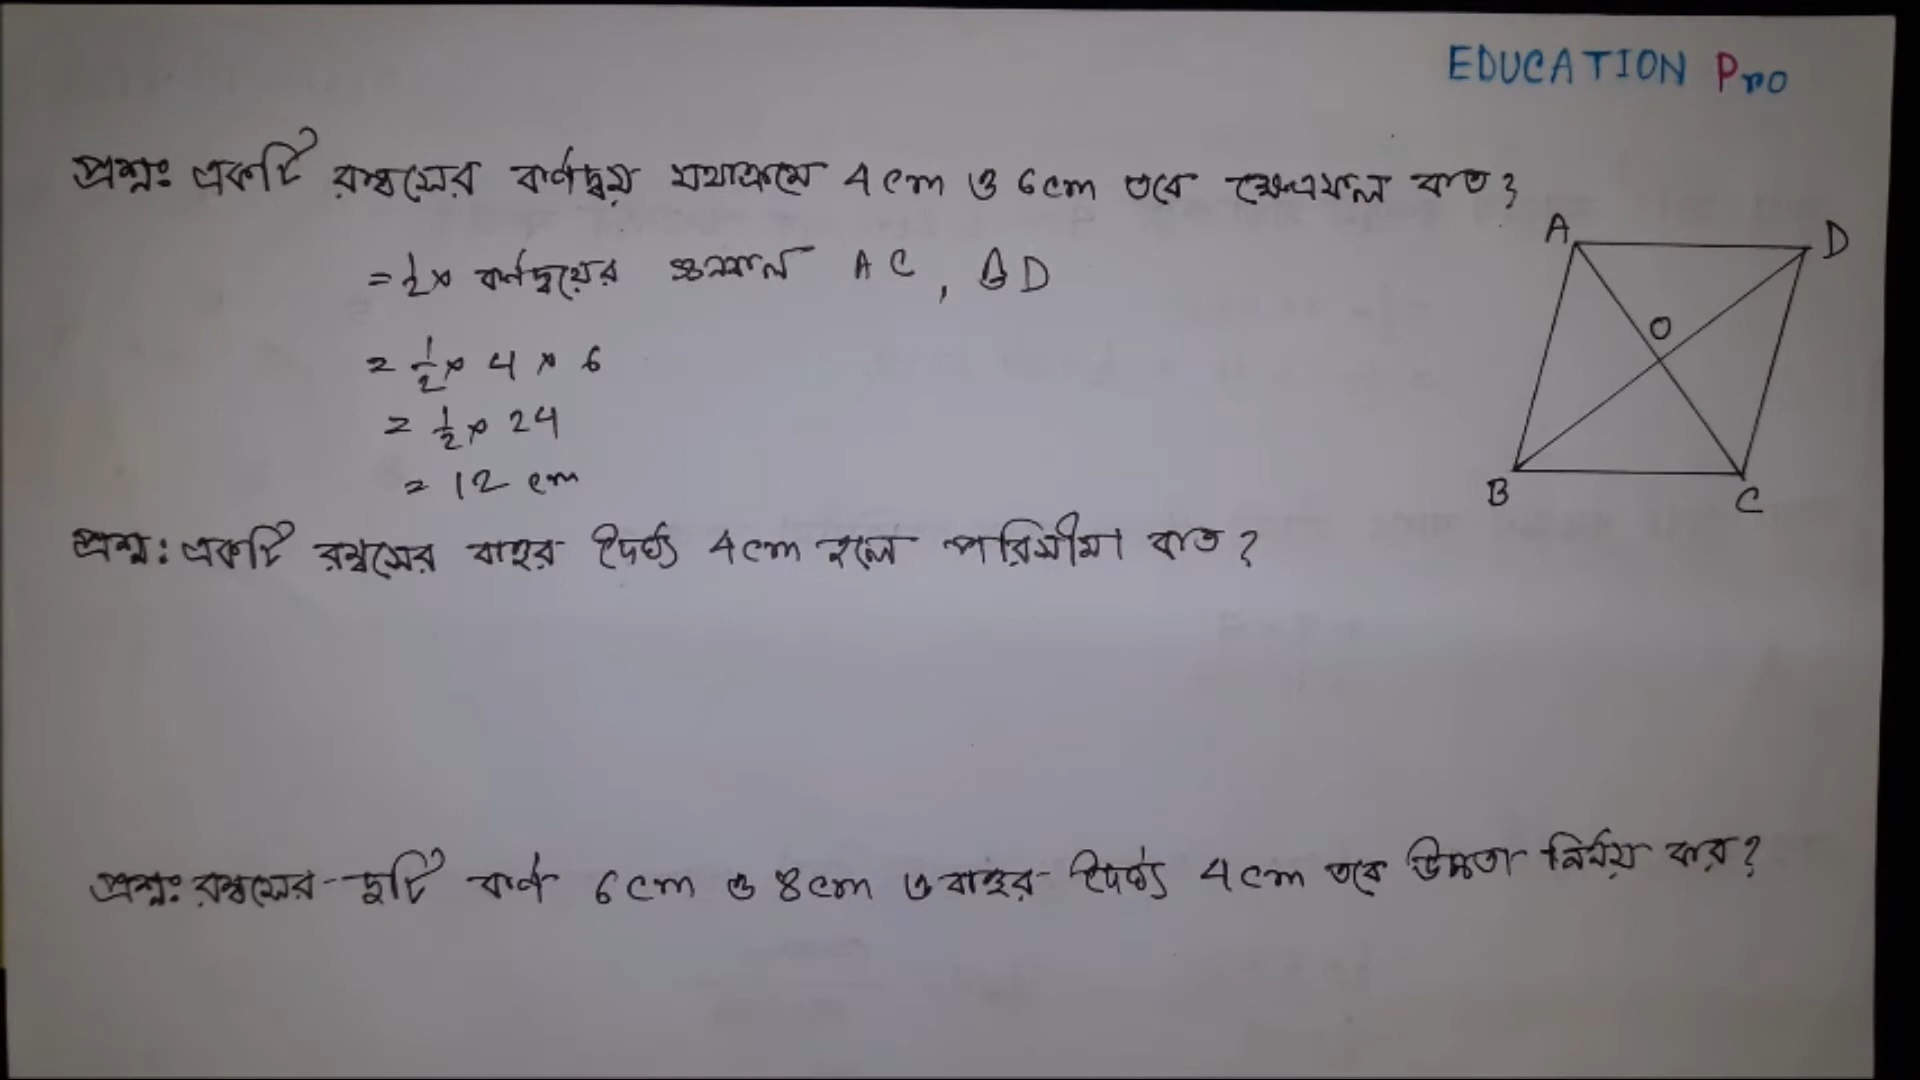 EDUCATION Pro
প্রশ্নঃ একটি রম্বসের কর্ণদ্বয় যথাক্রমে 4cm ও 6cm তবে ক্ষেত্রফল কত?
= 1/2 × কর্ণদ্বয়ের গুনফল AC, BD
= 1/2 × 4 × 6
= 1/2 × 24
= 12 cm
A
D
O
B
C
প্রশ্ন: একটি রম্বসের বাহুর দৈর্ঘ্য 4cm হলে পরিসীমা কত?
প্রশ্নঃ রম্বসের দুটি কর্ণ 6cm ও 8cm ও বাহুর দৈর্ঘ্য 4cm তবে উচ্চতা নির্ণয় কর?